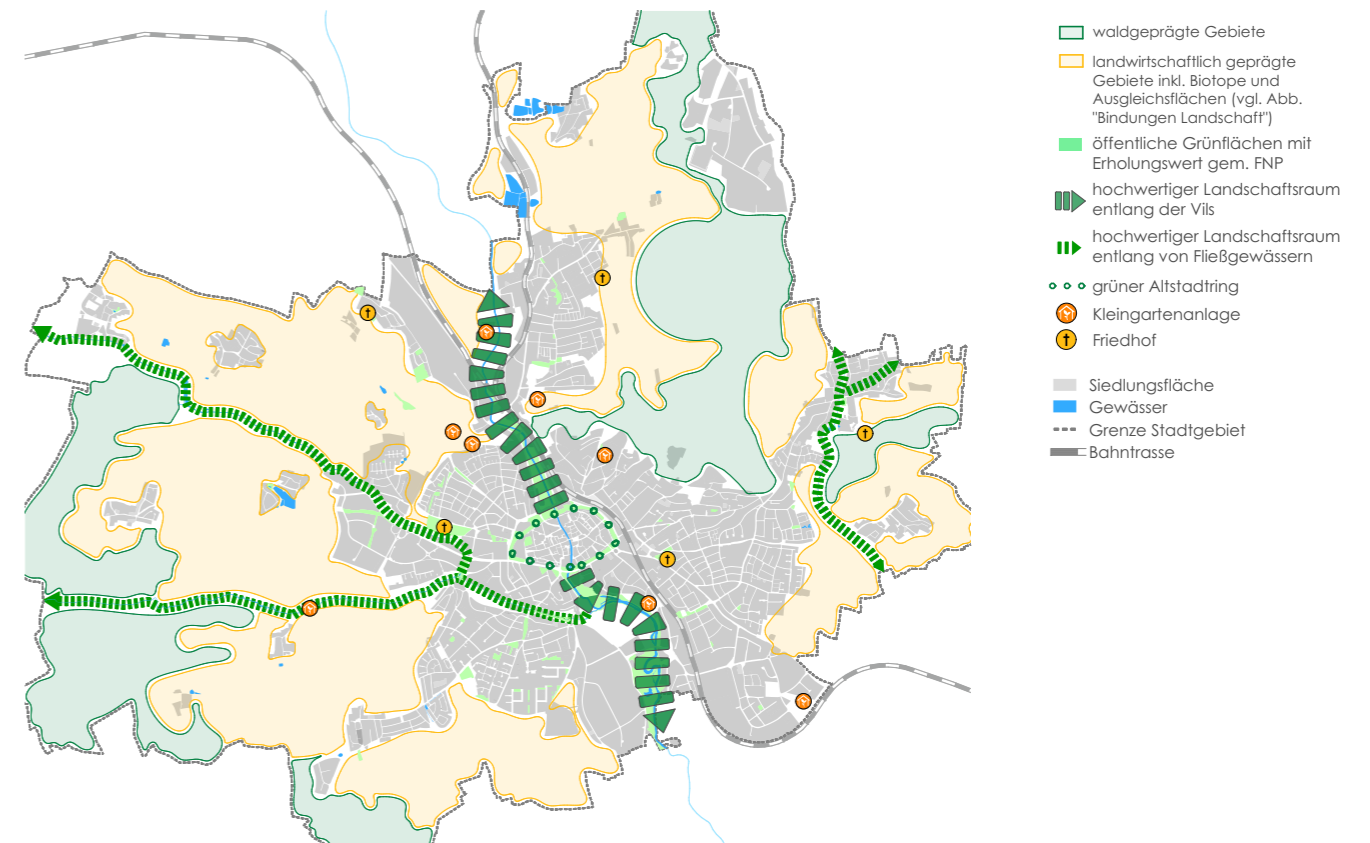 waldgeprägte Gebiete
landwirtschaftlich geprägte
Gebiete inkl. Biotope und
Ausgleichsflächen (vgl. Abb.
"Bindungen Landschaft")
öffentliche Grünflächen mit
Erholungswert gem. FNP
hochwertiger Landschaftsraum
entlang der Vils
hochwertiger Landschaftsraum
entlang von Fließgewässern
grüner Altstadtring
Kleingartenanlage
Friedhof
Siedlungsfläche
Gewässer
Grenze Stadtgebiet
Bahntrasse